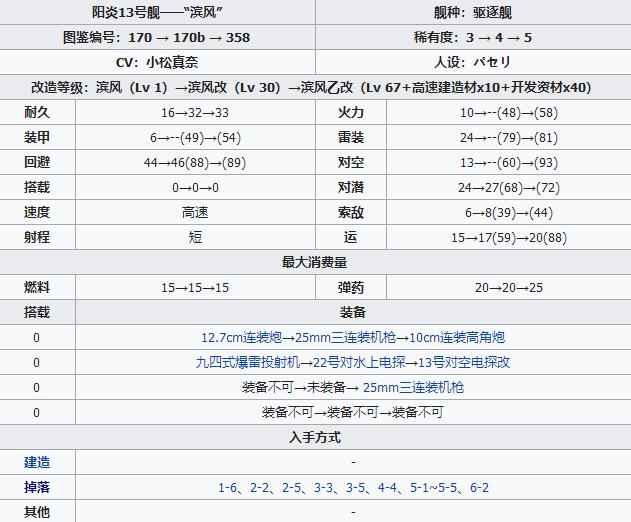 阳炎13号舰——“滨风” 舰种：驱逐舰
图鉴编号：170 → 170b → 358 稀有度：3 → 4 → 5
CV：小松真奈 人设：パセリ
改造等级：滨风（Lv 1）→滨风改（Lv 30）→滨风乙改（Lv 67+高速建造材x10+开发资材x40）
耐久 16→32→33 火力 10→--(48)→(58)
装甲 6→--(49)→(54) 雷装 24→--(79)→(81)
回避 44→46(88)→(89) 对空 13→--(60)→(93)
搭载 0→0→0 对潜 24→27(68)→(72)
速度 高速 索敌 6→8(39)→(44)
射程 短 运 15→17(59)→20(88)
最大消费量
燃料 15→15→15 弹药 20→20→25
搭载 装备
0 12.7cm连装炮→25mm三连装机枪→10cm连装高角炮
0 九四式爆雷投射机→22号对水上电探→13号对空电探改
0 装备不可→未装备→ 25mm三连装机枪
0 装备不可→装备不可→装备不可
入手方式
建造 -
掉落 1-6、2-2、2-5、3-3、3-5、4-4、5-1~5-5、6-2
其他 -